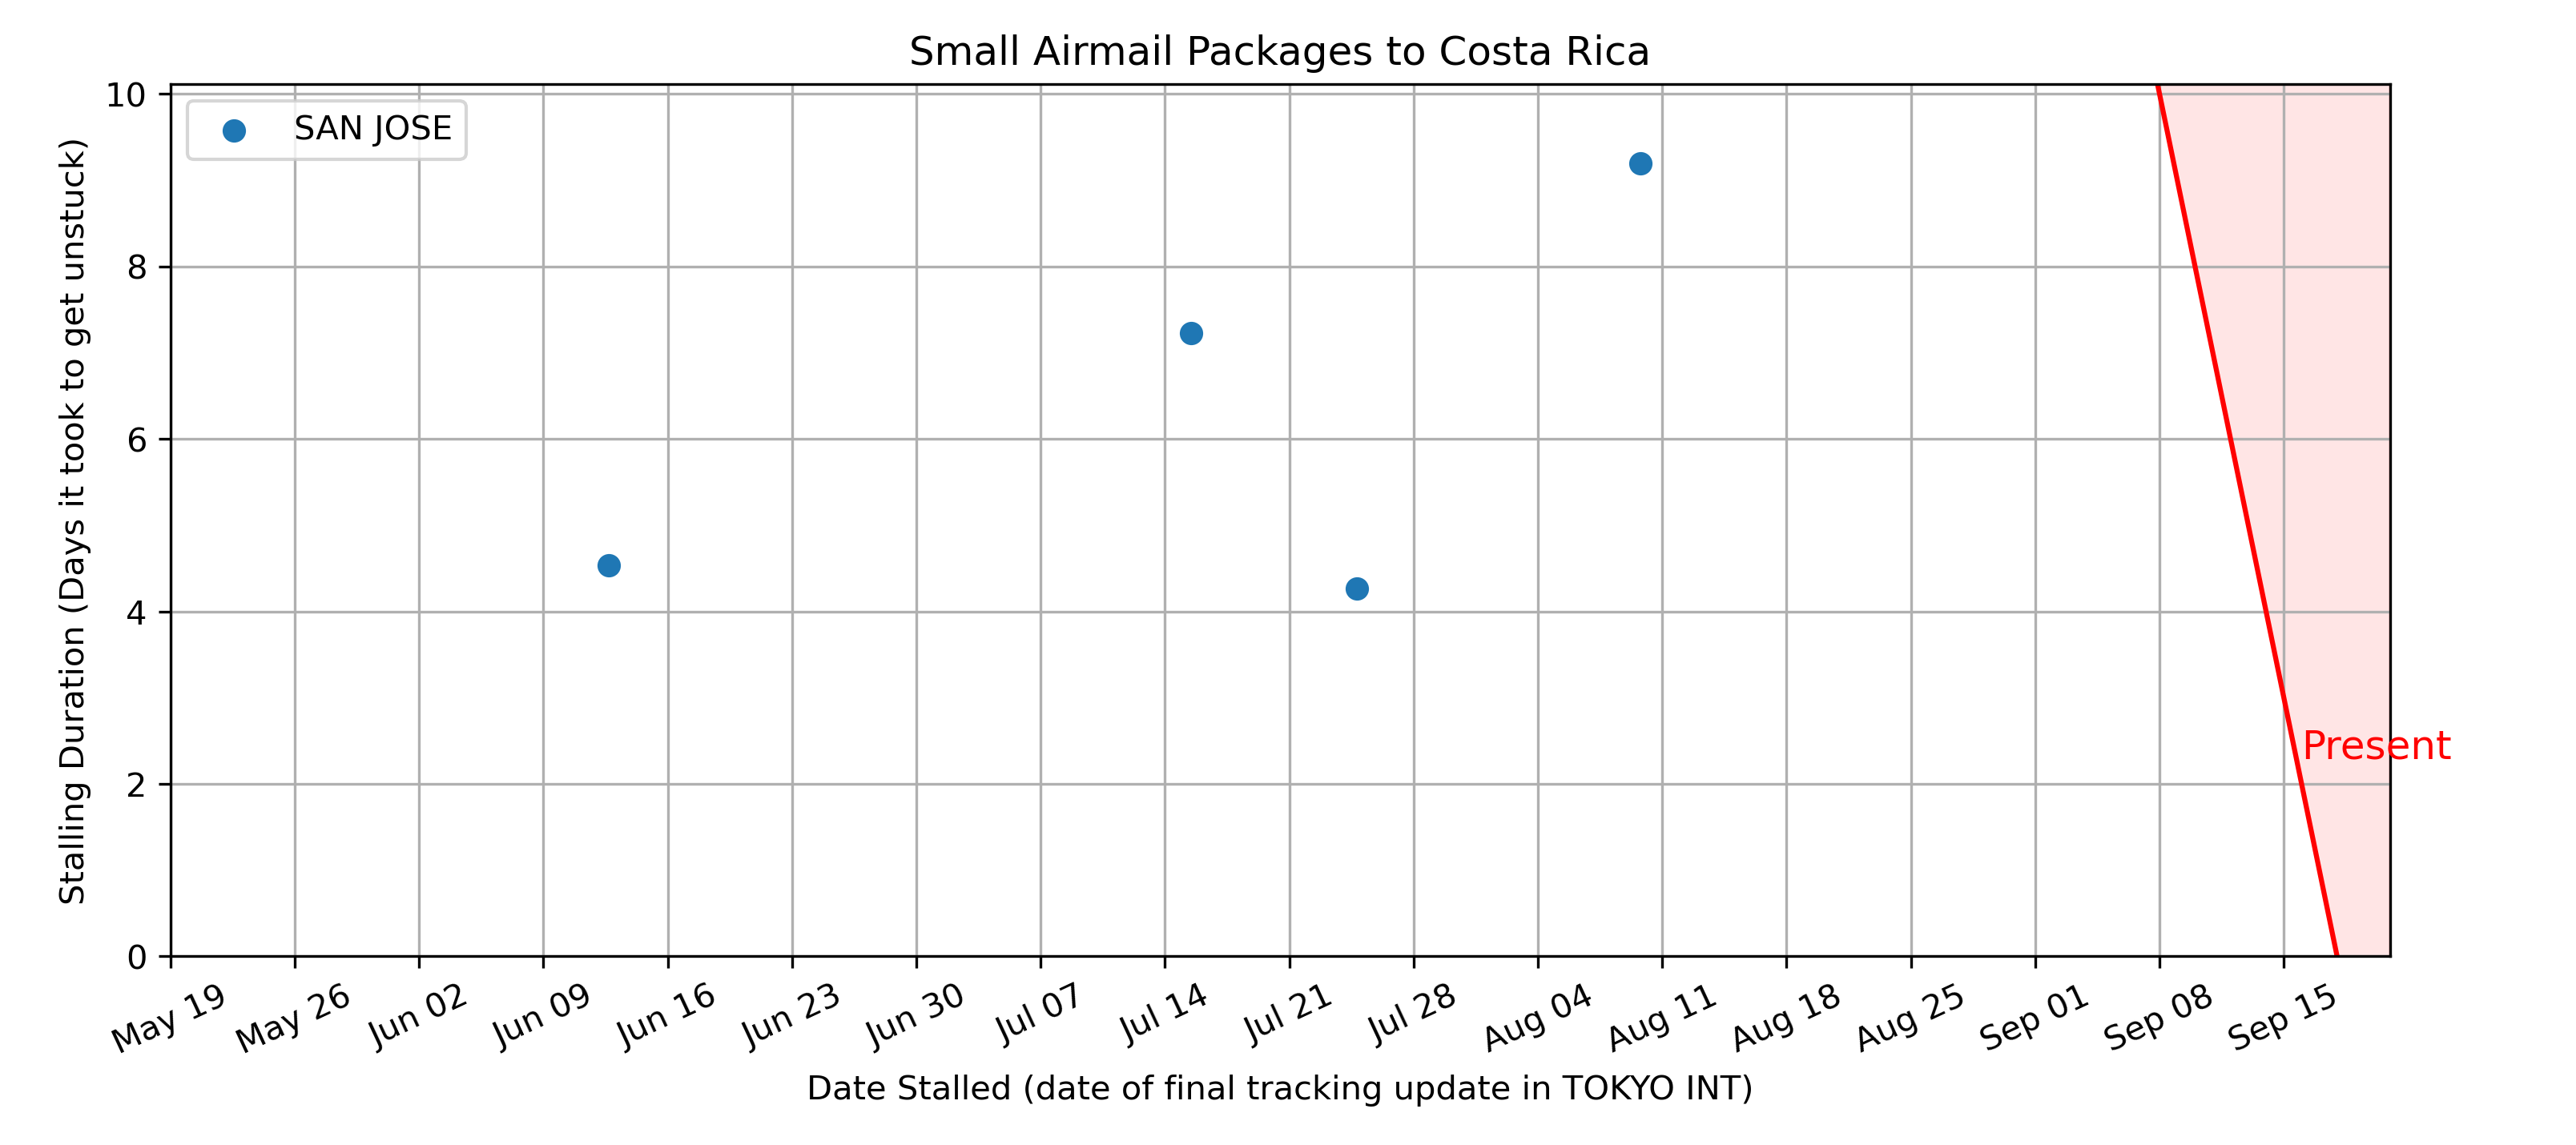 Small Airmail Packages to Costa Rica
SAN JOSE
Stalling Duration (Days it took to get unstuck)
10
8
6
4
2
0
Present
May 19
May 26
Jun 02
Jun 09
Jun 16
Jun 23
Jun 30
Jul 07
Jul 14
Jul 21
Jul 28
Aug 04
Aug 11
Aug 18
Aug 25
Sep 01
Sep 08
Sep 15
Date Stalled (date of final tracking update in TOKYO INT)